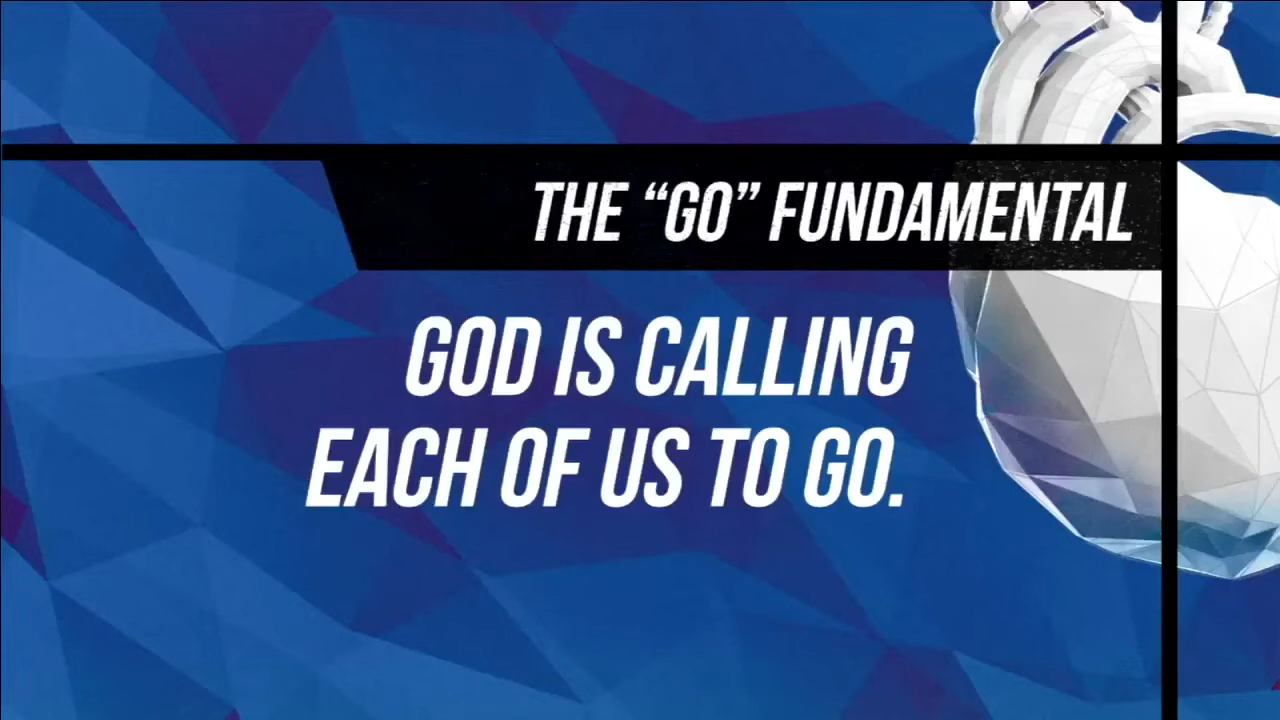 THE “GO” FUNDAMENTAL
GOD IS CALLING
EACH OF US TO GO.